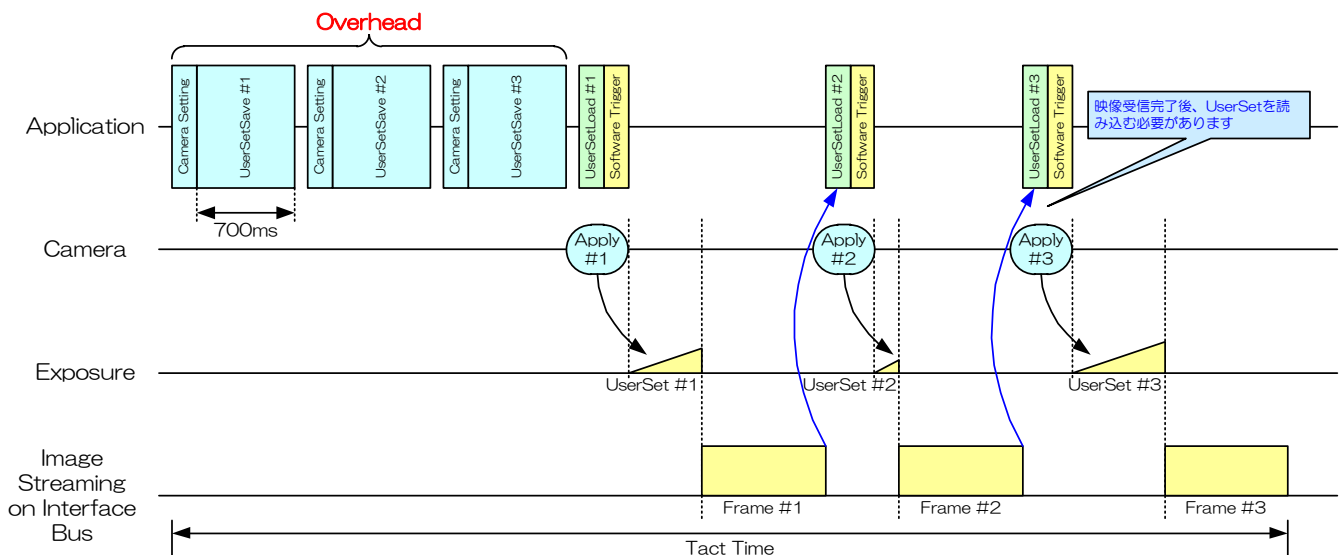 Overhead
Camera Setting
UserSetSave #1
Camera Setting
UserSetSave #2
Camera Setting
UserSetSave #3
UserSetLoad #1
Software Trigger
UserSetLoad #2
Software Trigger
UserSetLoad #3
Software Trigger
映像受信完了後、UserSetを読
み込む必要があります
Application
700ms
Camera
Apply
#1
Apply
#2
Apply
#3
Exposure
UserSet #1
UserSet #2
UserSet #3
Image
Streaming
on Interface
Bus
Frame #1
Frame #2
Frame #3
Tact Time